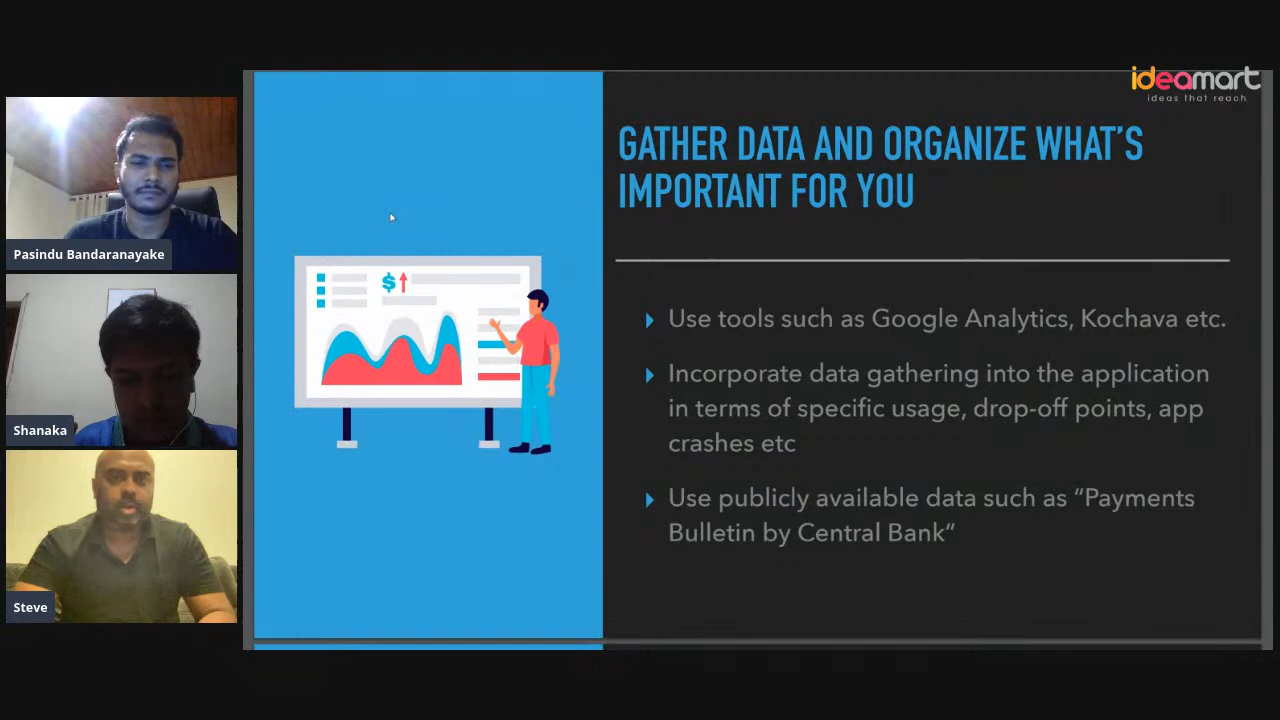 ideamart
ideas that reach
GATHER DATA AND ORGANIZE WHAT'S
IMPORTANT FOR YOU
Use tools such as Google Analytics, Kochava etc.
Incorporate data gathering into the application
in terms of specific usage, drop-off points, app
crashes etc
Use publicly available data such as “Payments
Bulletin by Central Bank”
$
Pasindu Bandaranayake
Shanaka
Steve